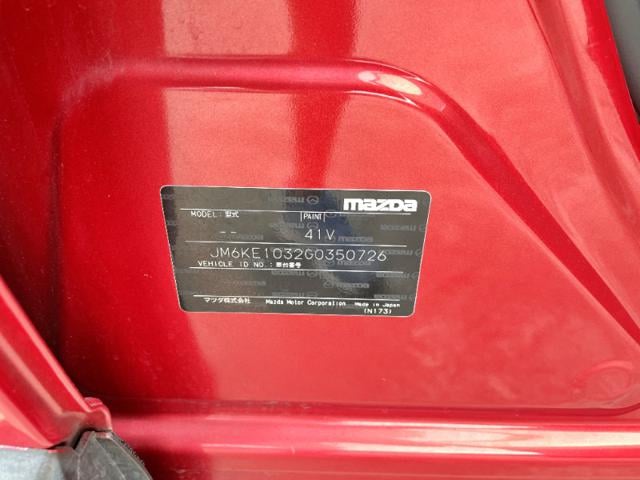 mazda
MODEL：型式 PAINT
-- 41V
JM6KE1032G0350726
VEHICLE ID NO.：車台番号
マツダ株式会社 Mazda Motor Corporation Made in Japan
(N173)